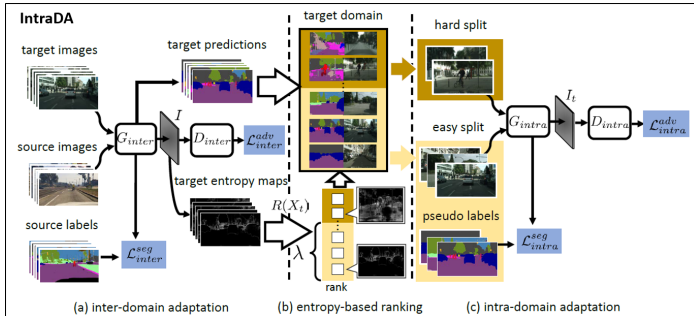 IntraDA
target images
target predictions
target domain
hard split
I
G_inter
D_inter
L^adv_inter
I_t
G_intra
D_intra
L^adv_intra
source images
easy split
target entropy maps
R(X_t)
source labels
L^seg_inter
λ
rank
pseudo labels
L^seg_intra
(a) inter-domain adaptation
(b) entropy-based ranking
(c) intra-domain adaptation